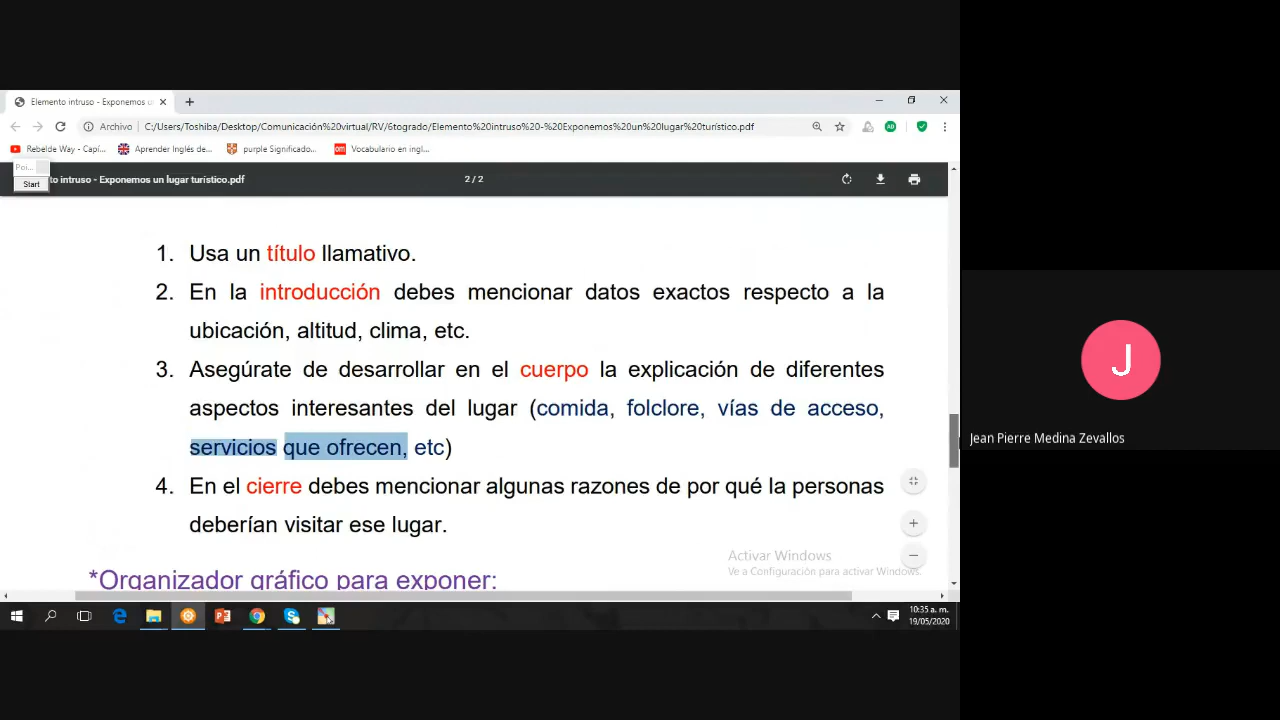 Elemento intruso - Exponemos u
Archivo C:/Users/Toshiba/Desktop/Comunicación%20virtual/RV/6togrado/Elemento%20intruso%20-%20Exponemos%20un%20lugar%20turístico.pdf
Rebelde Way - Capí... Aprender Inglés de... purple Significado... om Vocabulario en ingl...
Poi...
Start
nto intruso - Exponemos un lugar turístico.pdf 2 / 2
1. Usa un título llamativo.
2. En la introducción debes mencionar datos exactos respecto a la
ubicación, altitud, clima, etc.
3. Asegúrate de desarrollar en el cuerpo la explicación de diferentes
aspectos interesantes del lugar (comida, folclore, vías de acceso,
servicios que ofrecen, etc)
4. En el cierre debes mencionar algunas razones de por qué la personas
deberían visitar ese lugar.
*Organizador gráfico para exponer:
Activar Windows
Ve a Configuración para activar Windows.
10:35 a. m.
19/05/2020
J
Jean Pierre Medina Zevallos